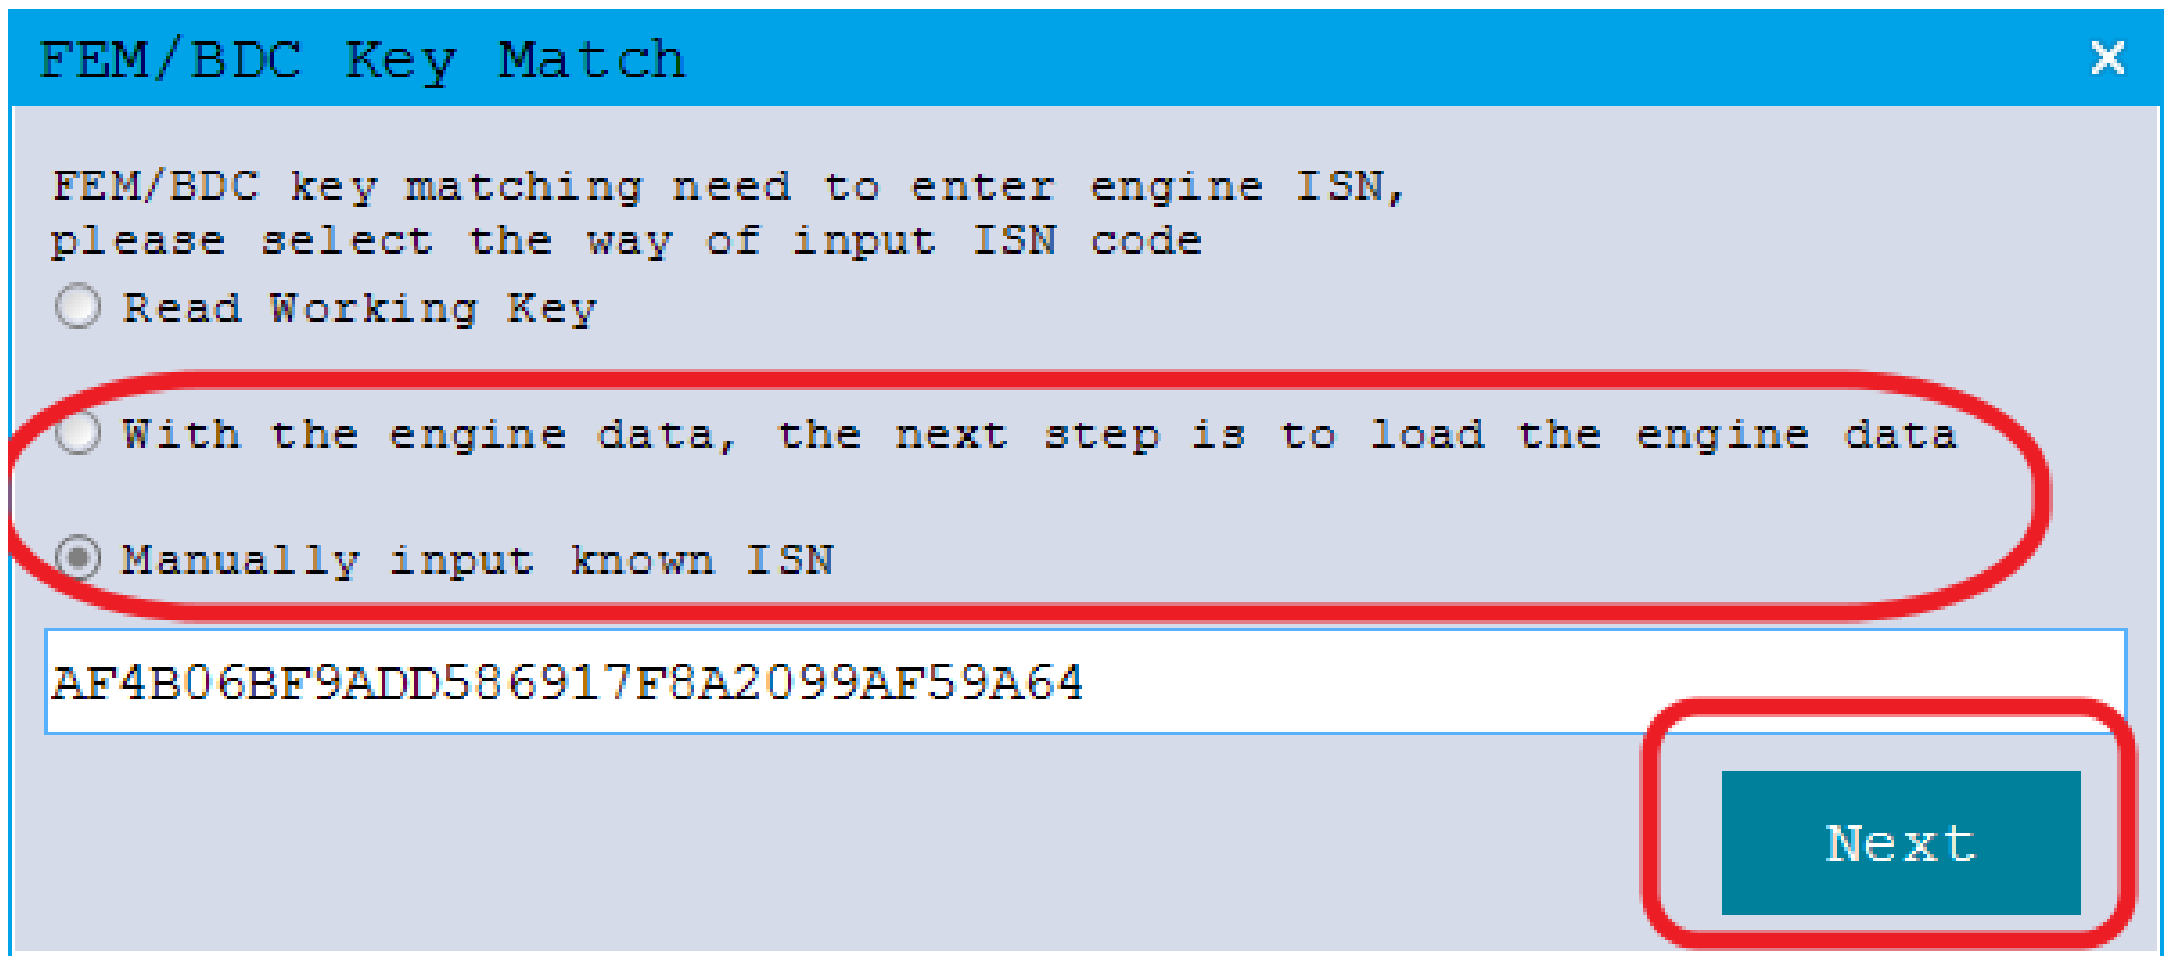 FEM/BDC Key Match
FEM/BDC key matching need to enter engine ISN,
please select the way of input ISN code
Read Working Key
With the engine data, the next step is to load the engine data
Manually input known ISN
AF4B06BF9ADD586917F8A2099AF59A64
Next